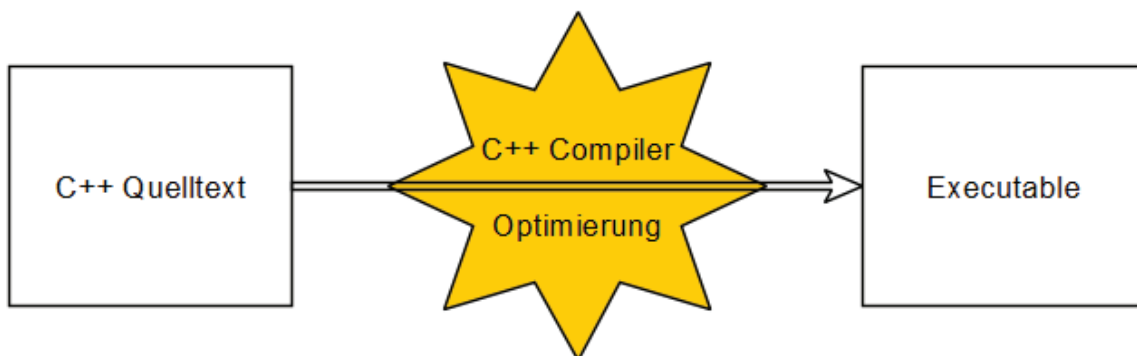 C++ Quelltext
C++ Compiler
Optimierung
Executable